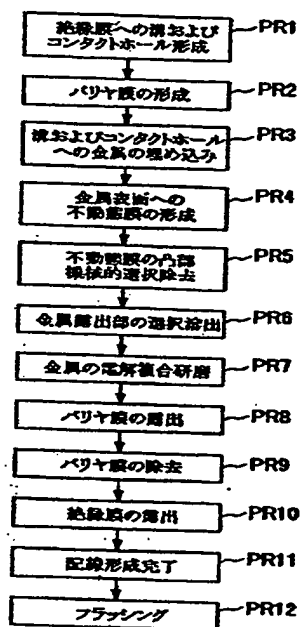 絶縁膜への溝および
コンタクトホール形成
PR1
バリヤ膜の形成
PR2
溝およびコンタクトホール
への金属の埋め込み
PR3
金属表面への
不動態膜の形成
PR4
不動態膜の凸部
機械的選択除去
PR5
金属露出部の選択溶出
PR6
金属の電解複合研磨
PR7
バリヤ膜の露出
PR8
バリヤ膜の除去
PR9
絶縁膜の露出
PR10
配線形成完了
PR11
フラッシング
PR12